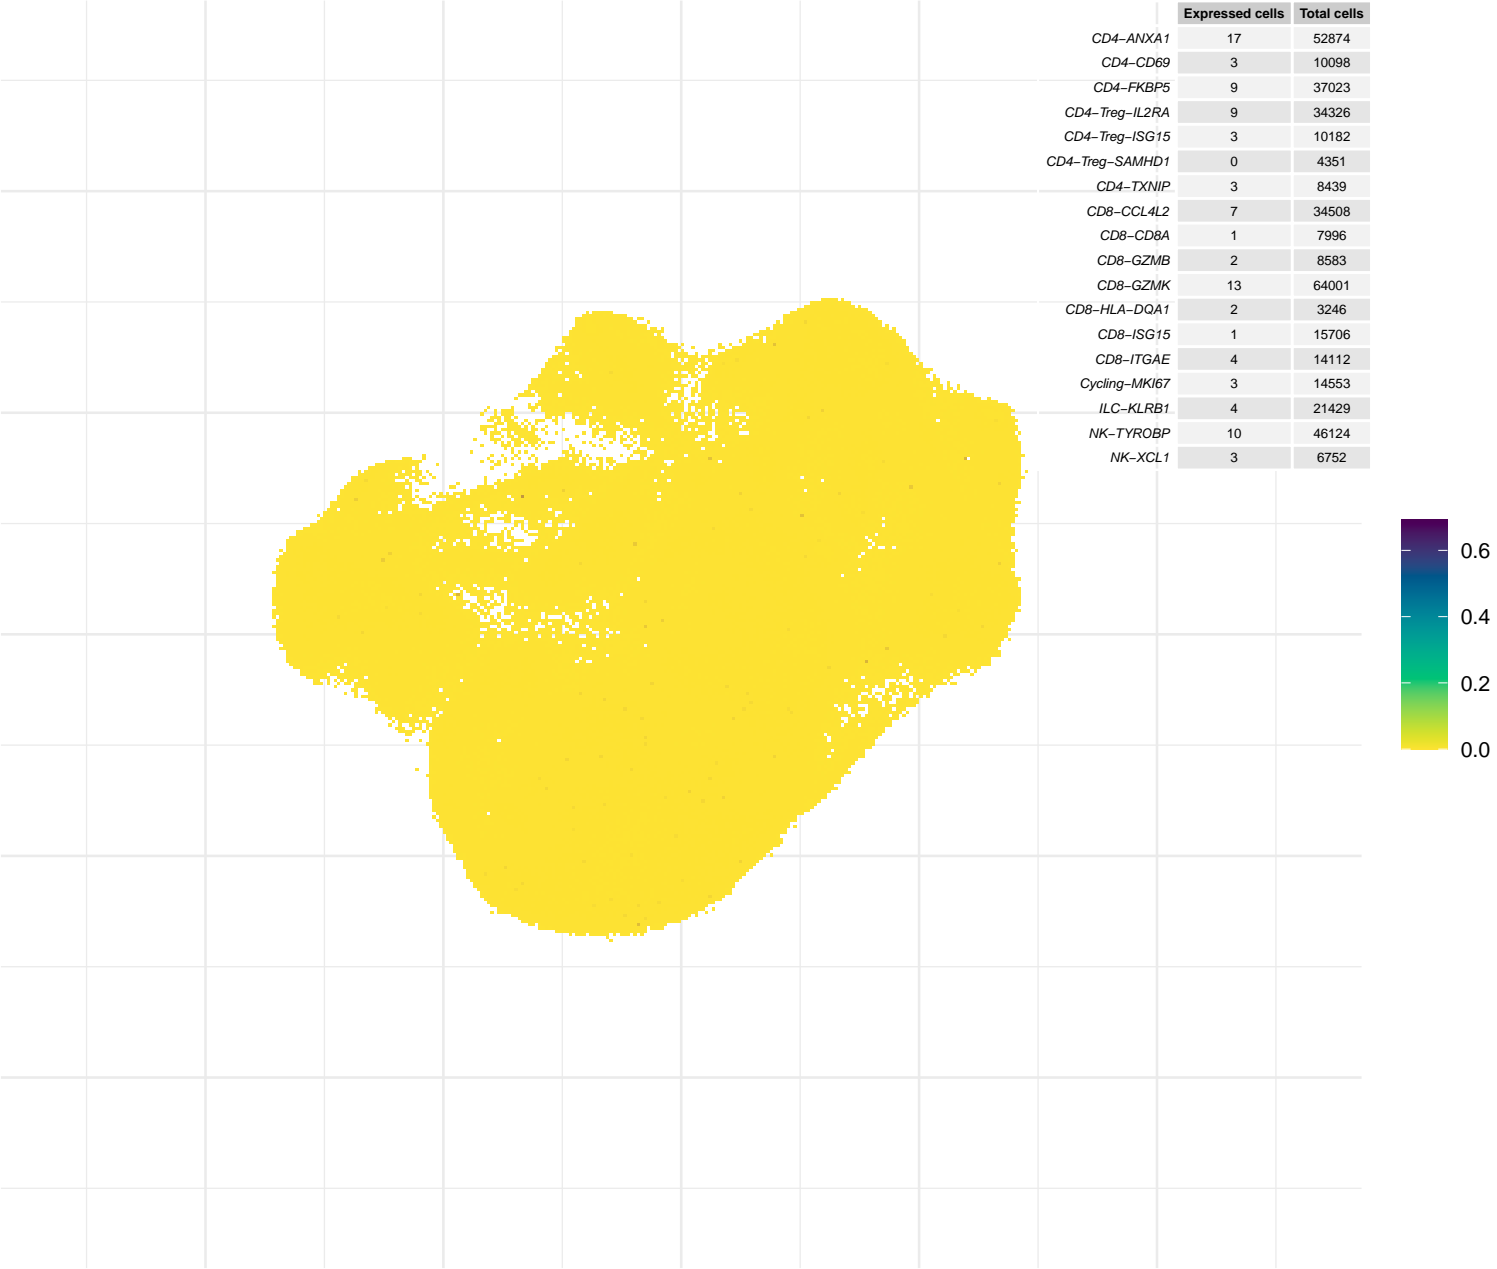 Expressed cells Total cells
CD4−ANXA1 17 52874
CD4−CD69 3 10098
CD4−FKBP5 9 37023
CD4−Treg−IL2RA 9 34326
CD4−Treg−ISG15 3 10182
CD4−Treg−SAMHD1 0 4351
CD4−TXNIP 3 8439
CD8−CCL4L2 7 34508
CD8−CD8A 1 7996
CD8−GZMB 2 8583
CD8−GZMK 13 64001
CD8−HLA−DQA1 2 3246
CD8−ISG15 1 15706
CD8−ITGAE 4 14112
Cycling−MKI67 3 14553
ILC−KLRB1 4 21429
NK−TYROBP 10 46124
NK−XCL1 3 6752
0.6
0.4
0.2
0.0